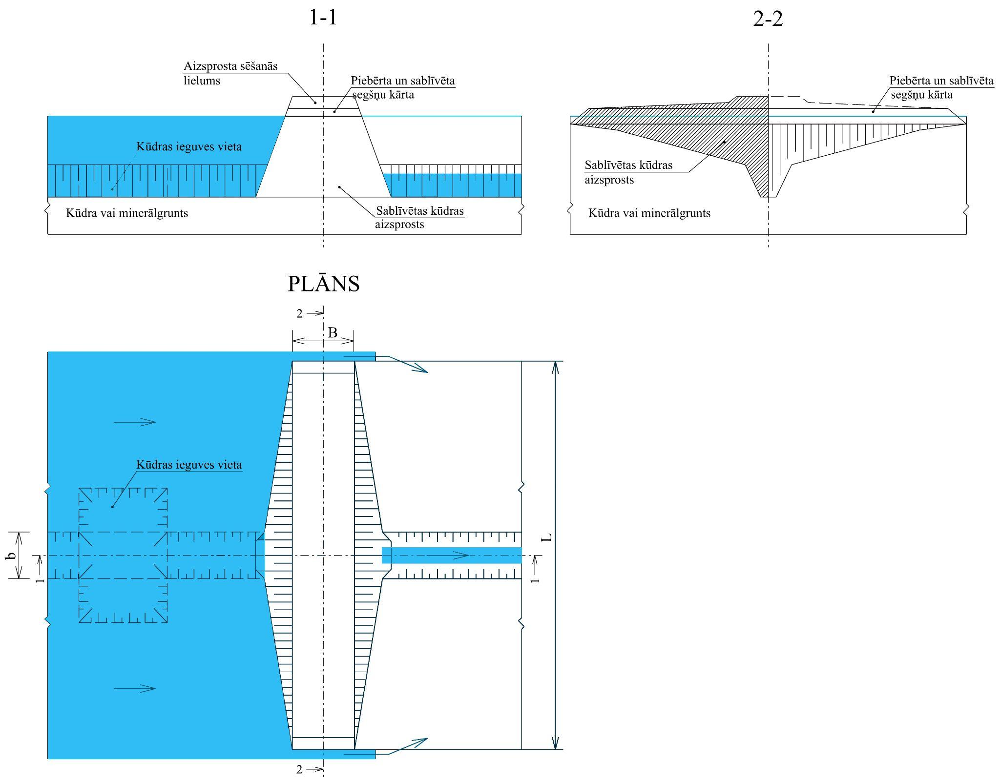 1-1
2-2
Aizsprosta sēšanās
lielums
Piebērta un sablīvēta
segšņu kārta
Piebērta un sablīvēta
segšņu kārta
Kūdras ieguves vieta
Sablīvētas kūdras
aizsprosts
Kūdra vai minerālgrunts
Sablīvētas kūdras
aizsprosts
Kūdra vai minerālgrunts
PLĀNS
2
B
Kūdras ieguves vieta
L
b
1
1
2